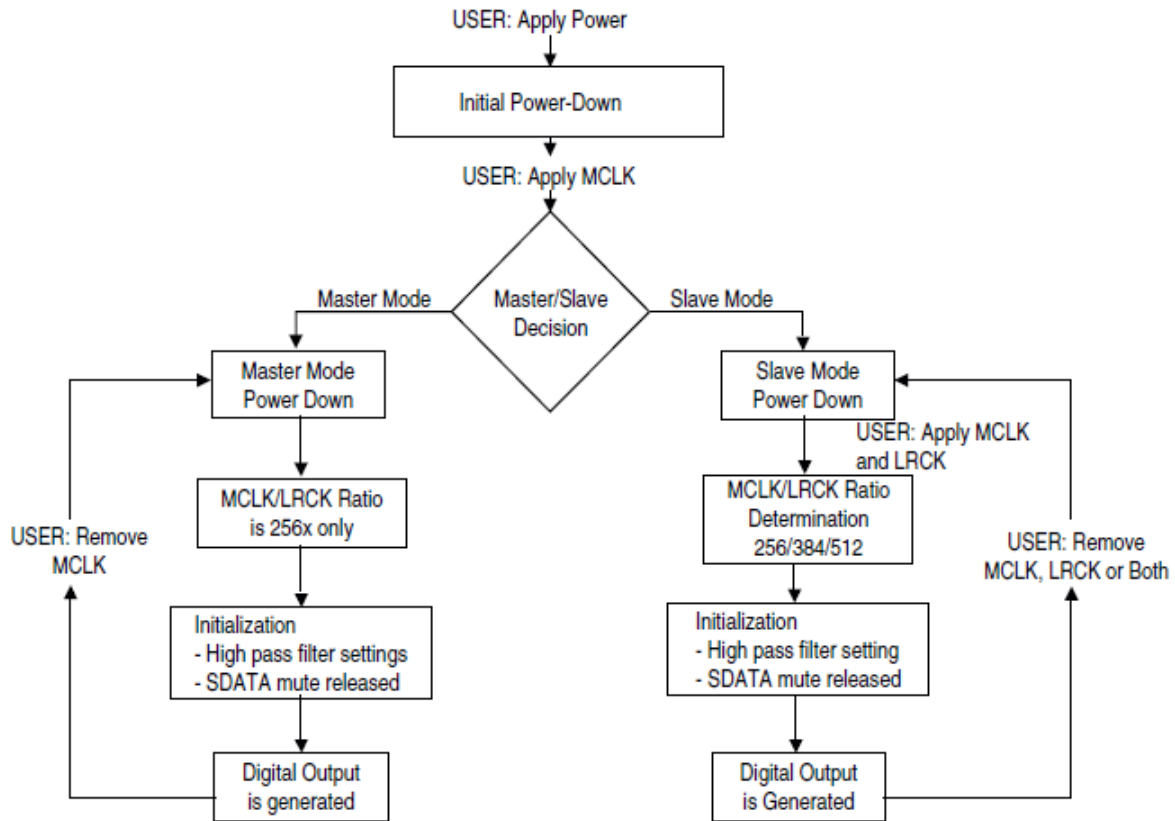 USER: Apply Power
Initial Power-Down
USER: Apply MCLK
Master/Slave
Decision
Master Mode
Slave Mode
Master Mode
Power Down
MCLK/LRCK Ratio
is 256x only
USER: Remove
MCLK
Initialization
- High pass filter settings
- SDATA mute released
Digital Output
is generated
Slave Mode
Power Down
USER: Apply MCLK
and LRCK
MCLK/LRCK Ratio
Determination
256/384/512
USER: Remove
MCLK, LRCK or Both
Initialization
- High pass filter setting
- SDATA mute released
Digital Output
is Generated